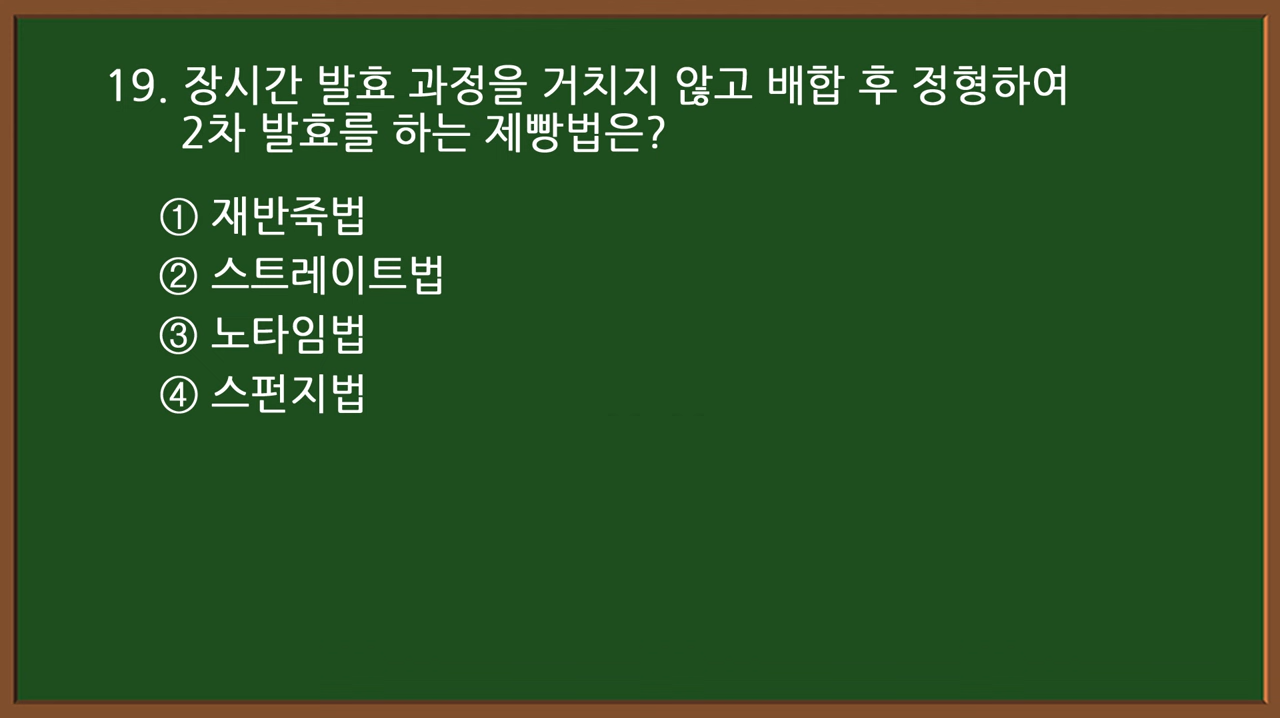 19. 장시간 발효 과정을 거치지 않고 배합 후 정형하여
2차 발효를 하는 제빵법은?
① 재반죽법
② 스트레이트법
③ 노타임법
④ 스펀지법